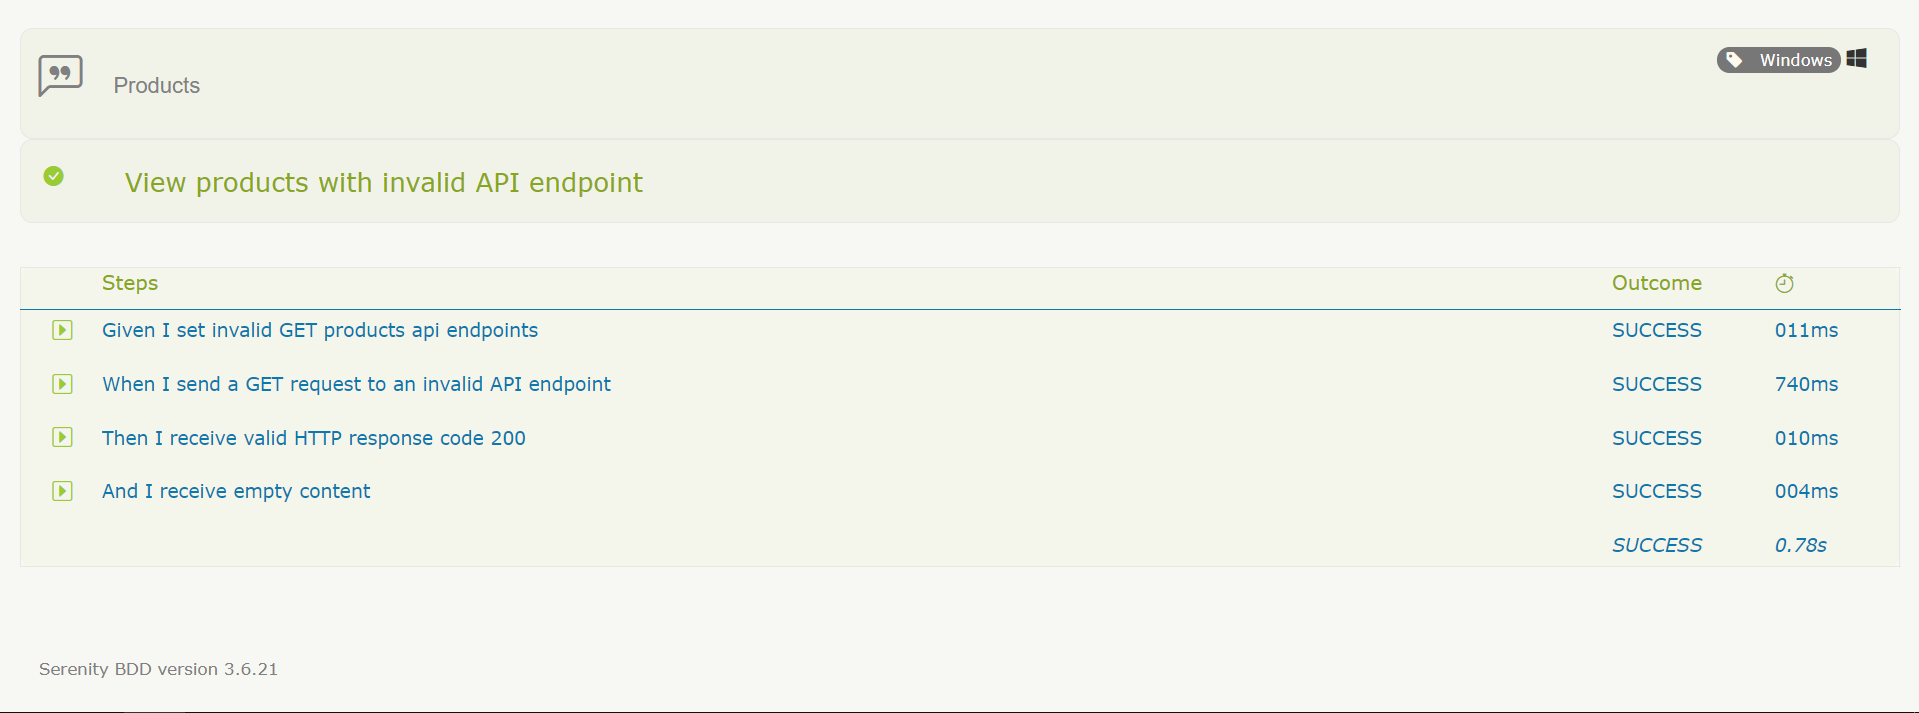 Products
Windows
View products with invalid API endpoint
Steps Outcome
Given I set invalid GET products api endpoints SUCCESS 011ms
When I send a GET request to an invalid API endpoint SUCCESS 740ms
Then I receive valid HTTP response code 200 SUCCESS 010ms
And I receive empty content SUCCESS 004ms
SUCCESS 0.78s
Serenity BDD version 3.6.21